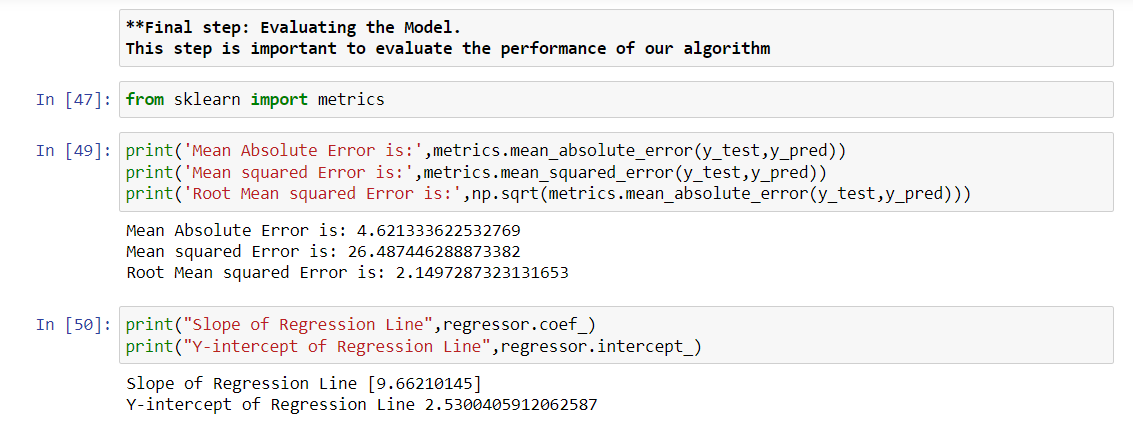 **Final step: Evaluating the Model.
This step is important to evaluate the performance of our algorithm
In [47]: from sklearn import metrics
In [49]: print('Mean Absolute Error is:',metrics.mean_absolute_error(y_test,y_pred))
print('Mean squared Error is:',metrics.mean_squared_error(y_test,y_pred))
print('Root Mean squared Error is:',np.sqrt(metrics.mean_absolute_error(y_test,y_pred)))
Mean Absolute Error is: 4.621333622532769
Mean squared Error is: 26.487446288873382
Root Mean squared Error is: 2.1497287323131653
In [50]: print("Slope of Regression Line",regressor.coef_)
print("Y-intercept of Regression Line",regressor.intercept_)
Slope of Regression Line [9.66210145]
Y-intercept of Regression Line 2.5300405912062587